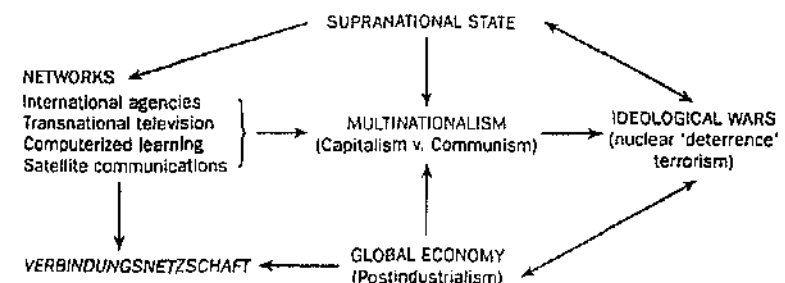 SUPRANATIONAL STATE
NETWORKS
International agencies
Transnational television
Computerized learning
Satellite communications
MULTINATIONALISM
(Capitalism v. Communism)
IDEOLOGICAL WARS
(nuclear 'deterrence'
terrorism)
VERBINDUNGSNETZSCHAFT
GLOBAL ECONOMY
(Postindustrialism)